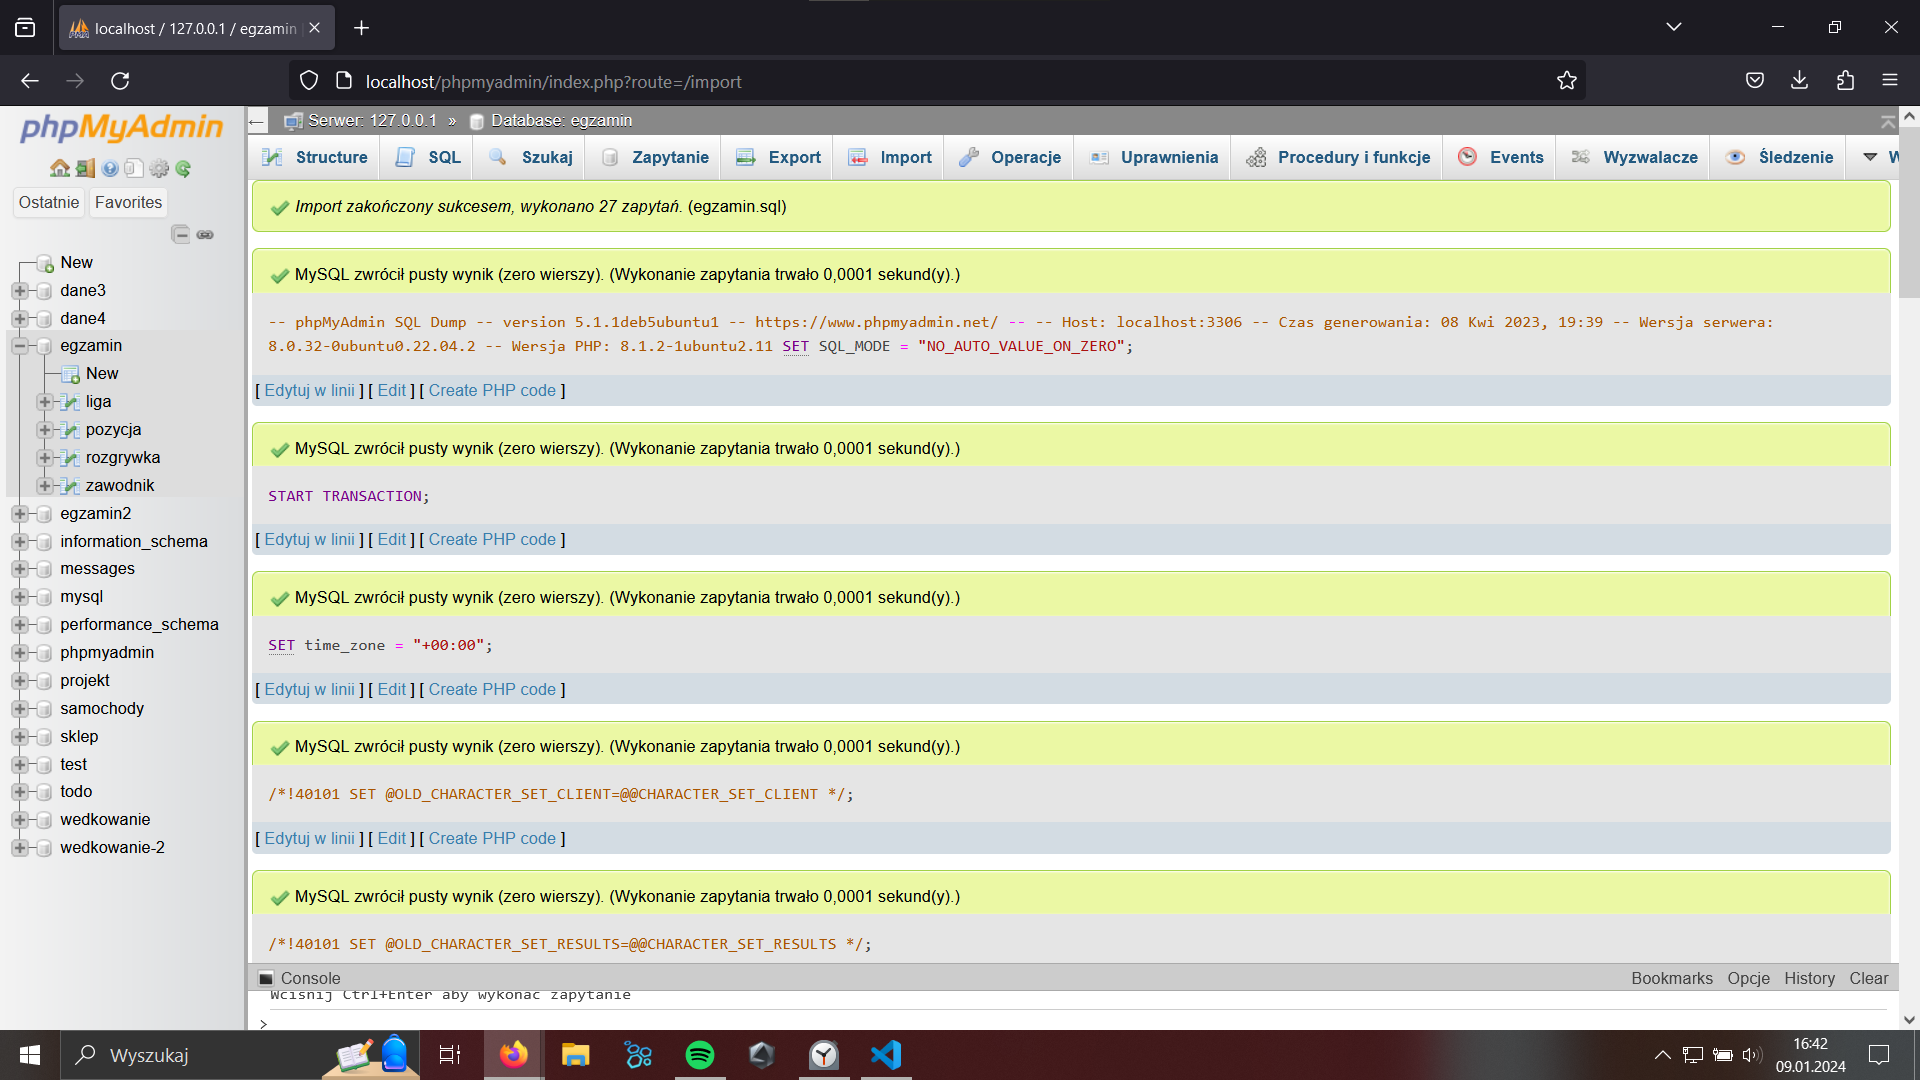 localhost / 127.0.0.1 / egzamin
localhost/phpmyadmin/index.php?route=/import
phpMyAdmin
Ostatnie
Favorites
New
dane3
dane4
egzamin
New
liga
pozycja
rozgrywka
zawodnik
egzamin2
information_schema
messages
mysql
performance_schema
phpmyadmin
projekt
samochody
sklep
test
todo
wedkowanie
wedkowanie-2
Serwer: 127.0.0.1 » Database: egzamin
Structure SQL Szukaj Zapytanie Export Import Operacje Uprawnienia Procedury i funkcje Events Wyzwalacze Śledzenie
Import zakończony sukcesem, wykonano 27 zapytań. (egzamin.sql)
MySQL zwrócił pusty wynik (zero wierszy). (Wykonanie zapytania trwało 0,0001 sekund(y).)
-- phpMyAdmin SQL Dump -- version 5.1.1deb5ubuntu1 -- https://www.phpmyadmin.net/ -- -- Host: localhost:3306 -- Czas generowania: 08 Kwi 2023, 19:39 -- Wersja serwera:
8.0.32-0ubuntu0.22.04.2 -- Wersja PHP: 8.1.2-1ubuntu2.11 SET SQL_MODE = "NO_AUTO_VALUE_ON_ZERO";
[ Edytuj w linii ] [ Edit ] [ Create PHP code ]
MySQL zwrócił pusty wynik (zero wierszy). (Wykonanie zapytania trwało 0,0001 sekund(y).)
START TRANSACTION;
[ Edytuj w linii ] [ Edit ] [ Create PHP code ]
MySQL zwrócił pusty wynik (zero wierszy). (Wykonanie zapytania trwało 0,0001 sekund(y).)
SET time_zone = "+00:00";
[ Edytuj w linii ] [ Edit ] [ Create PHP code ]
MySQL zwrócił pusty wynik (zero wierszy). (Wykonanie zapytania trwało 0,0001 sekund(y).)
/*!40101 SET @OLD_CHARACTER_SET_CLIENT=@@CHARACTER_SET_CLIENT */;
[ Edytuj w linii ] [ Edit ] [ Create PHP code ]
MySQL zwrócił pusty wynik (zero wierszy). (Wykonanie zapytania trwało 0,0001 sekund(y).)
/*!40101 SET @OLD_CHARACTER_SET_RESULTS=@@CHARACTER_SET_RESULTS */;
Console Bookmarks Opcje History Clear
Wciśnij Ctrl+Enter aby wykonać zapytanie
>
Wyszukaj
16:42
09.01.2024